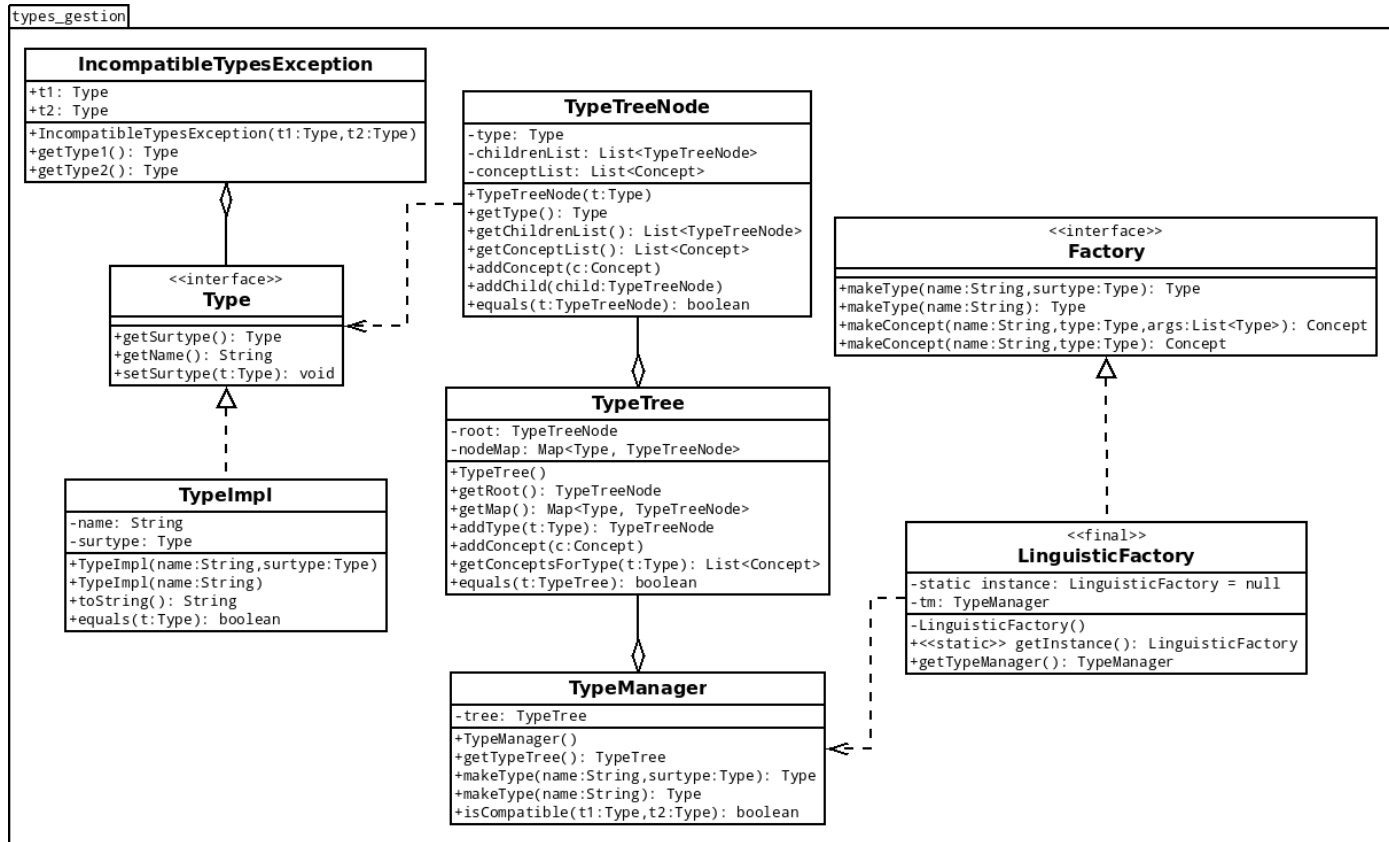 types_gestion
IncompatibleTypesException
+t1: Type
+t2: Type
+IncompatibleTypesException(t1:Type,t2:Type)
+getType1(): Type
+getType2(): Type
TypeTreeNode
-type: Type
-childrenList: List<TypeTreeNode>
-conceptList: List<Concept>
+TypeTreeNode(t:Type)
+getType(): Type
+getChildrenList(): List<TypeTreeNode>
+getConceptList(): List<Concept>
+addConcept(c:Concept)
+addChild(child:TypeTreeNode)
+equals(t:TypeTreeNode): boolean
<<interface>>
Factory
+makeType(name:String,surtype:Type): Type
+makeType(name:String): Type
+makeConcept(name:String,type:Type,args:List<Type>): Concept
+makeConcept(name:String,type:Type): Concept
<<interface>>
Type
+getSurtype(): Type
+getName(): String
+setSurtype(t:Type): void
TypeTree
-root: TypeTreeNode
-nodeMap: Map<Type, TypeTreeNode>
+TypeTree()
+getRoot(): TypeTreeNode
+getMap(): Map<Type, TypeTreeNode>
+addType(t:Type): TypeTreeNode
+addConcept(c:Concept)
+getConceptsForType(t:Type): List<Concept>
+equals(t:TypeTree): boolean
TypeImpl
-name: String
-surtype: Type
+TypeImpl(name:String,surtype:Type)
+TypeImpl(name:String)
+toString(): String
+equals(t:Type): boolean
<<final>>
LinguisticFactory
-static instance: LinguisticFactory = null
-tm: TypeManager
-LinguisticFactory()
+<<static>> getInstance(): LinguisticFactory
+getTypeManager(): TypeManager
TypeManager
-tree: TypeTree
+TypeManager()
+getTypeTree(): TypeTree
+makeType(name:String,surtype:Type): Type
+makeType(name:String): Type
+isCompatible(t1:Type,t2:Type): boolean